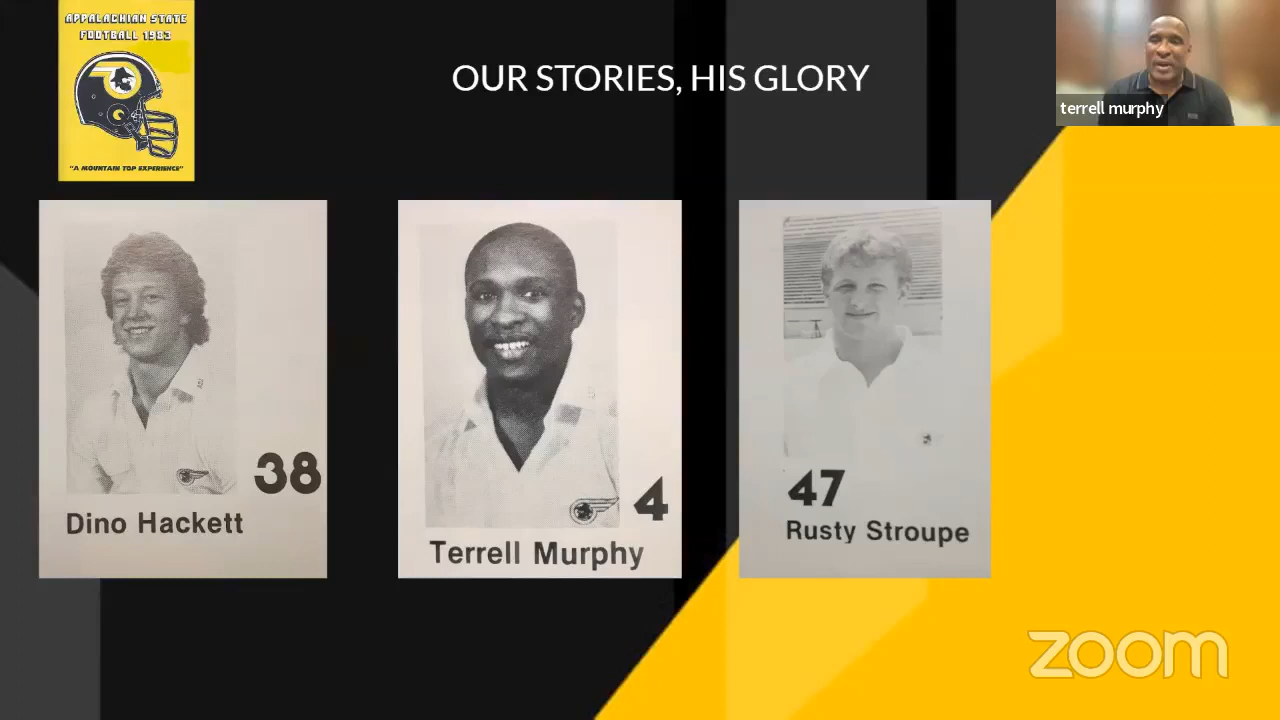 APPALACHIAN STATE
FOOTBALL 1983
"A MOUNTAIN TOP EXPERIENCE"
OUR STORIES, HIS GLORY
terrell murphy
38
Dino Hackett
4
Terrell Murphy
47
Rusty Stroupe
zoom